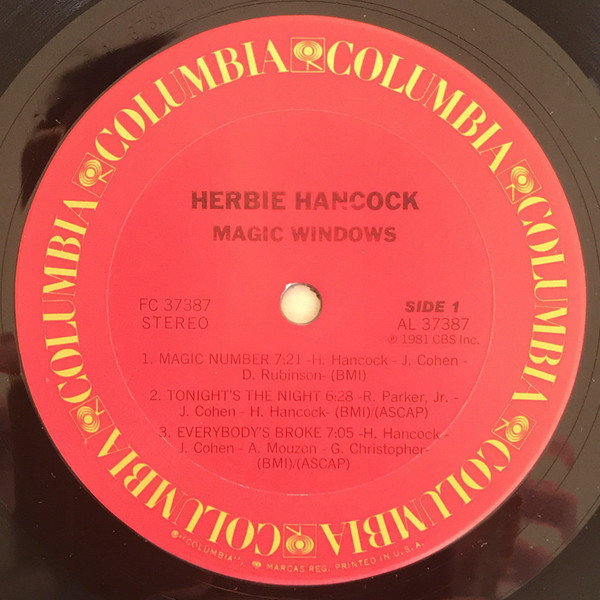 COLUMBIA COLUMBIA COLUMBIA COLUMBIA COLUMBIA COLUMBIA
HERBIE HANCOCK
MAGIC WINDOWS
FC 37387
STEREO
SIDE 1
AL 37387
℗ 1981 CBS Inc.
1. MAGIC NUMBER 7:21 -H. Hancock - J. Cohen -
D. Rubinson- (BMI)
2. TONIGHT'S THE NIGHT 6:28 -R. Parker, Jr. -
J. Cohen - H. Hancock- (BMI)/(ASCAP)
3. EVERYBODY'S BROKE 7:05 -H. Hancock -
J. Cohen - A. Mouzon - G. Christopher-
(BMI)/(ASCAP)
"COLUMBIA", MARCAS REG. PRINTED IN U.S.A.